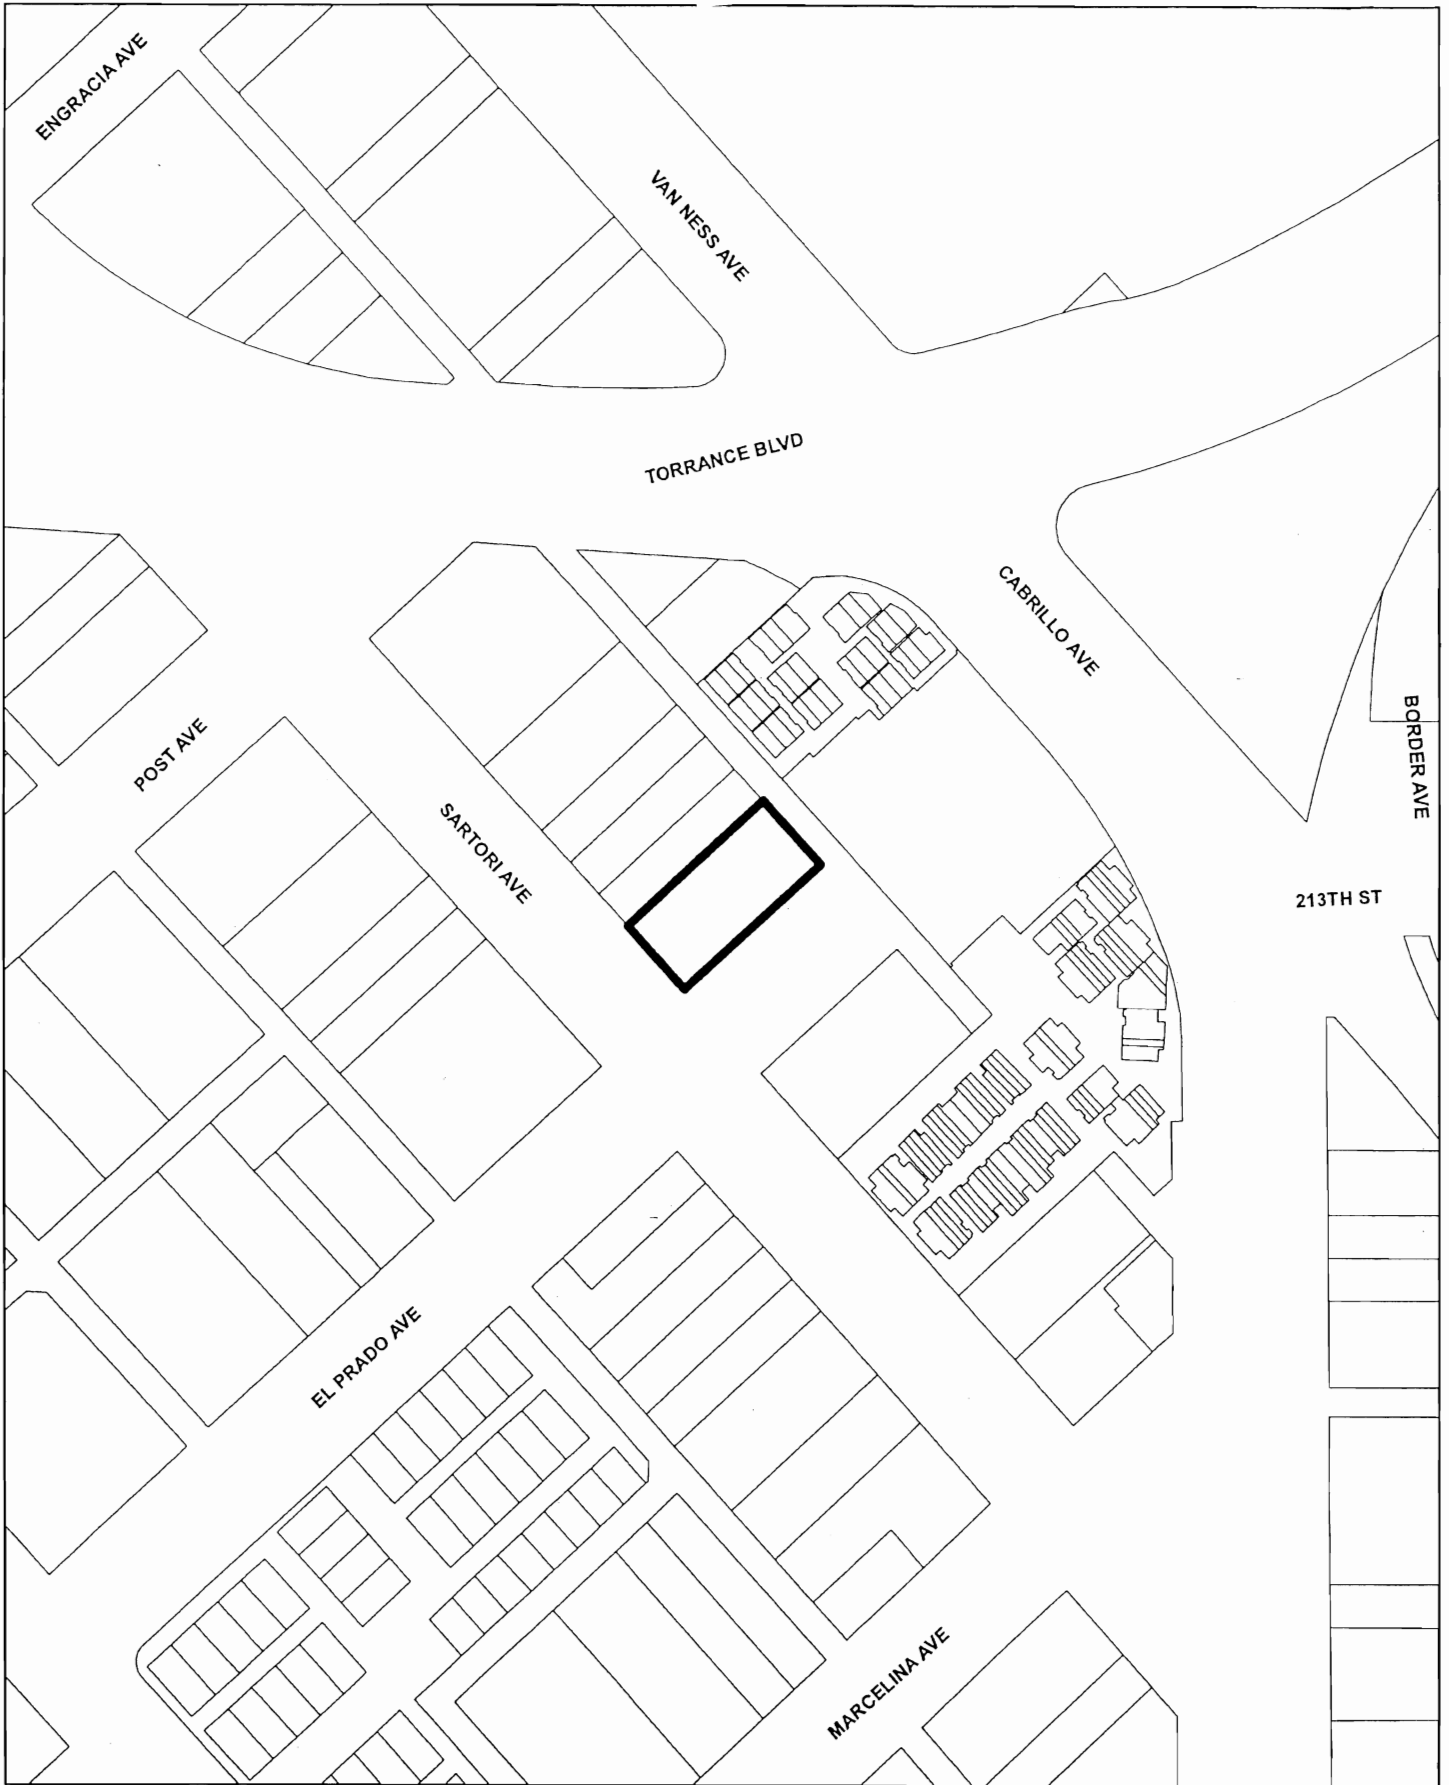 ENGRACIA AVE
VAN NESS AVE
TORRANCE BLVD
CABRILLO AVE
POST AVE
BORDER AVE
SARTORI AVE
213TH ST
EL PRADO AVE
MARCELINA AVE